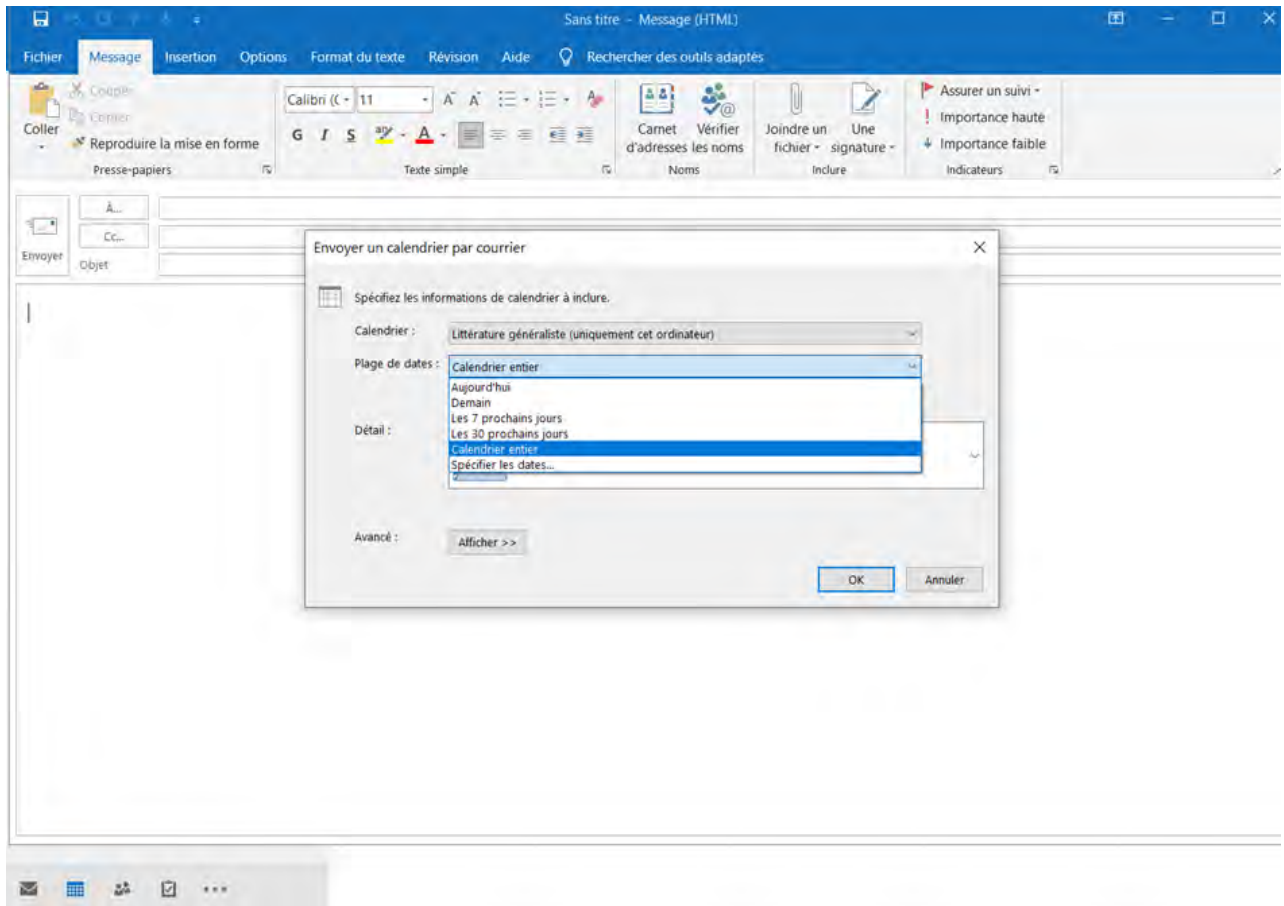 Sans titre – Message (HTML)
Fichier Message Insertion Options Format du texte Révision Aide Rechercher des outils adaptés
Couper
Copier
Coller
Reproduire la mise en forme
Presse-papiers
Calibri (C 11
G I S
Texte simple
Carnet d'adresses
Vérifier les noms
Noms
Joindre un fichier
Une signature
Inclure
Assurer un suivi
Importance haute
Importance faible
Indicateurs
Envoyer
À...
Cc...
Objet
Envoyer un calendrier par courrier
Spécifiez les informations de calendrier à inclure.
Calendrier : Littérature généraliste (uniquement cet ordinateur)
Plage de dates : Calendrier entier
Aujourd'hui
Demain
Les 7 prochains jours
Les 30 prochains jours
Calendrier entier
Spécifier les dates...
Détail :
Avancé : Afficher >>
OK Annuler